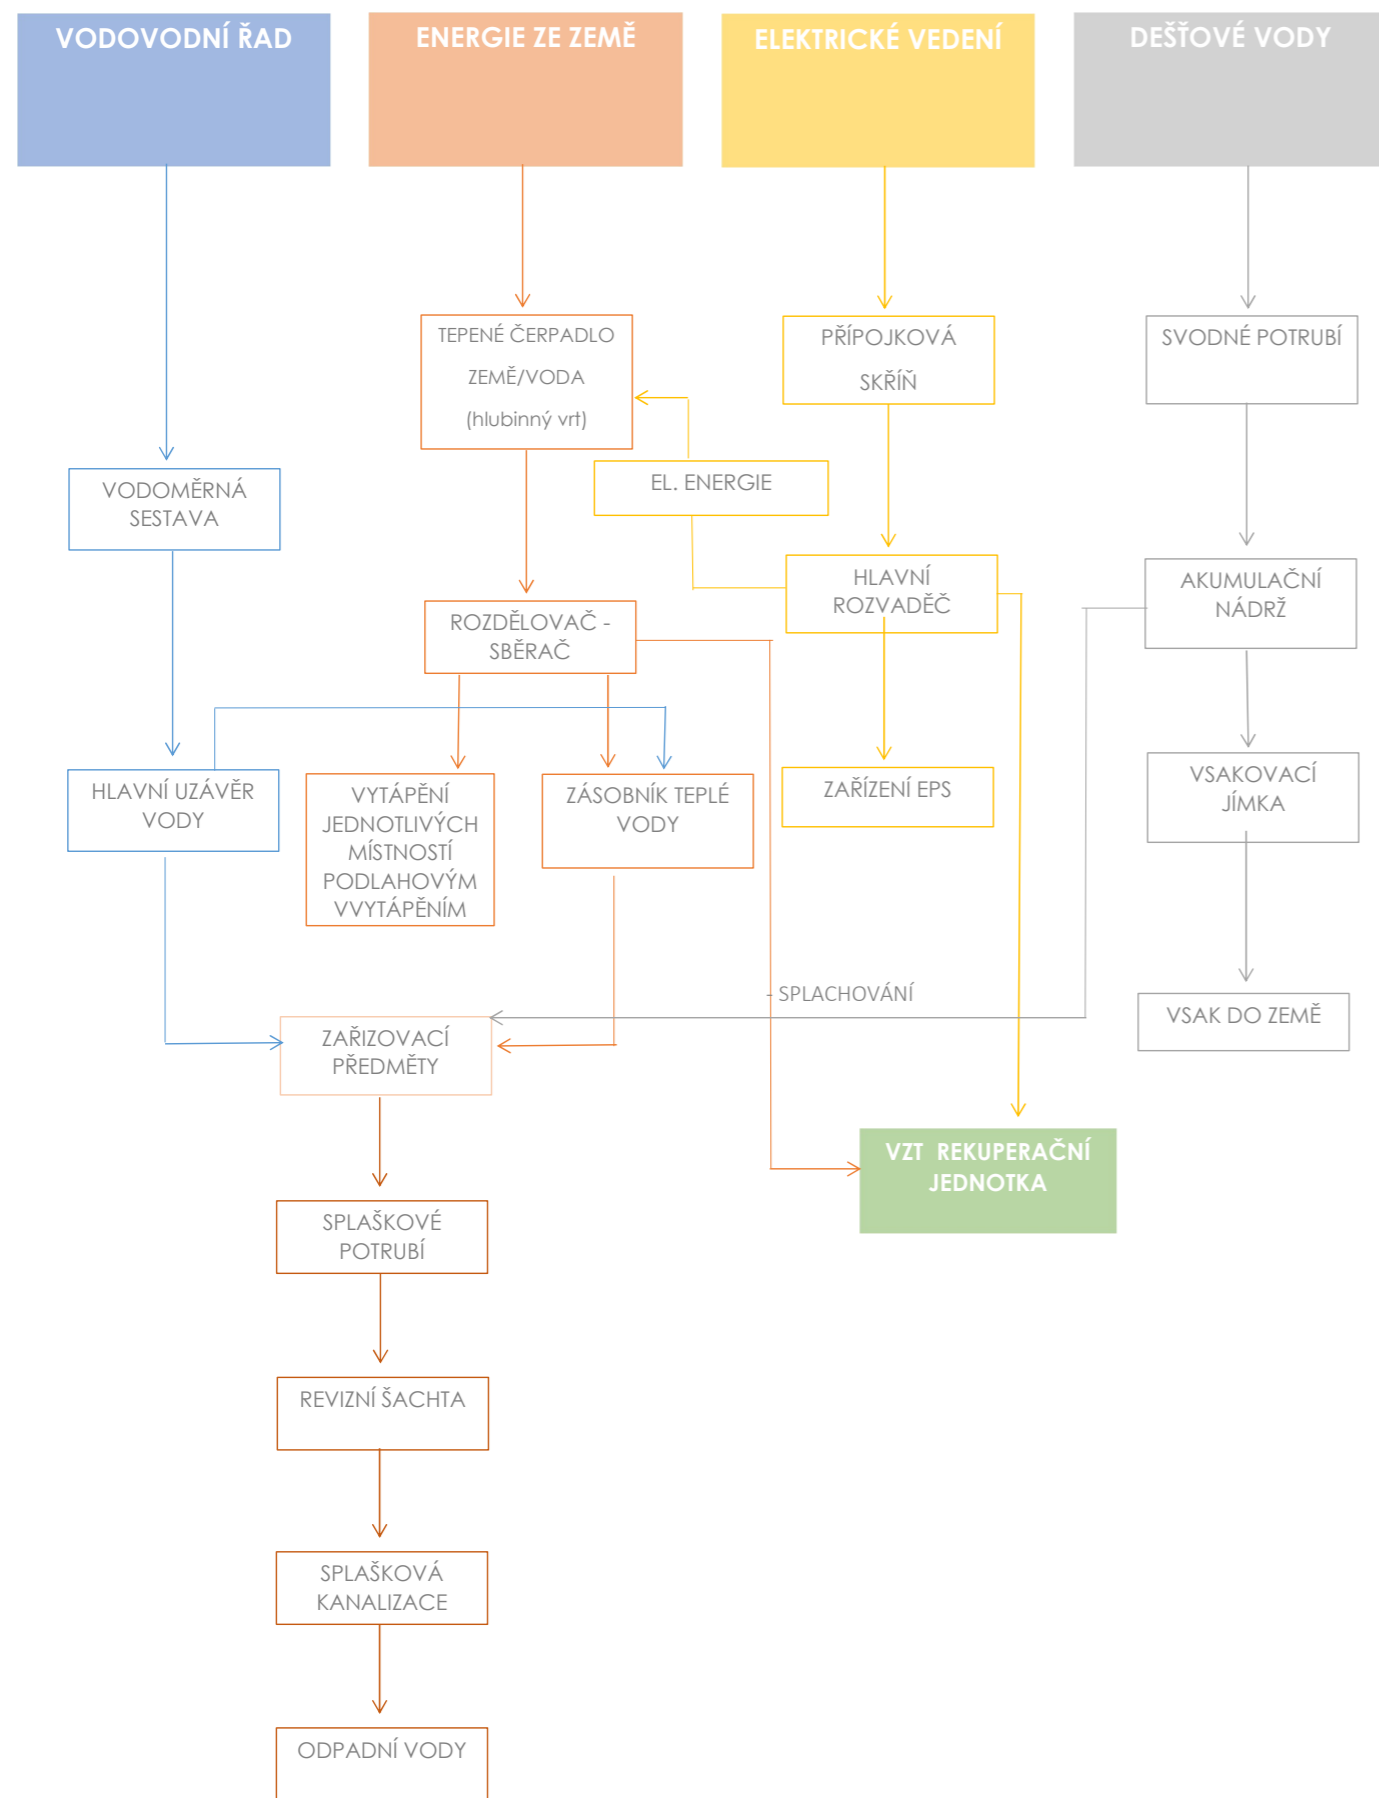 VODOVODNÍ ŘAD
ENERGIE ZE ZEMĚ
ELEKTRICKÉ VEDENÍ
DEŠŤOVÉ VODY
TEPENÉ ČERPADLO
ZEMĚ/VODA
(hlubinný vrt)
PŘÍPOJKOVÁ
SKŘÍŇ
SVODNÉ POTRUBÍ
VODOMĚRNÁ
SESTAVA
EL. ENERGIE
HLAVNÍ
ROZVADĚČ
AKUMULAČNÍ
NÁDRŽ
ROZDĚLOVAČ -
SBĚRAČ
HLAVNÍ UZÁVĚR
VODY
VYTÁPĚNÍ
JEDNOTLIVÝCH
MÍSTNOSTÍ
PODLAHOVÝM
VVYTÁPĚNÍM
ZÁSOBNÍK TEPLÉ
VODY
ZAŘÍZENÍ EPS
VSAKOVACÍ
JÍMKA
- SPLACHOVÁNÍ
VSAK DO ZEMĚ
ZAŘIZOVACÍ
PŘEDMĚTY
VZT  REKUPERAČNÍ
JEDNOTKA
SPLAŠKOVÉ
POTRUBÍ
REVIZNÍ ŠACHTA
SPLAŠKOVÁ
KANALIZACE
ODPADNÍ VODY